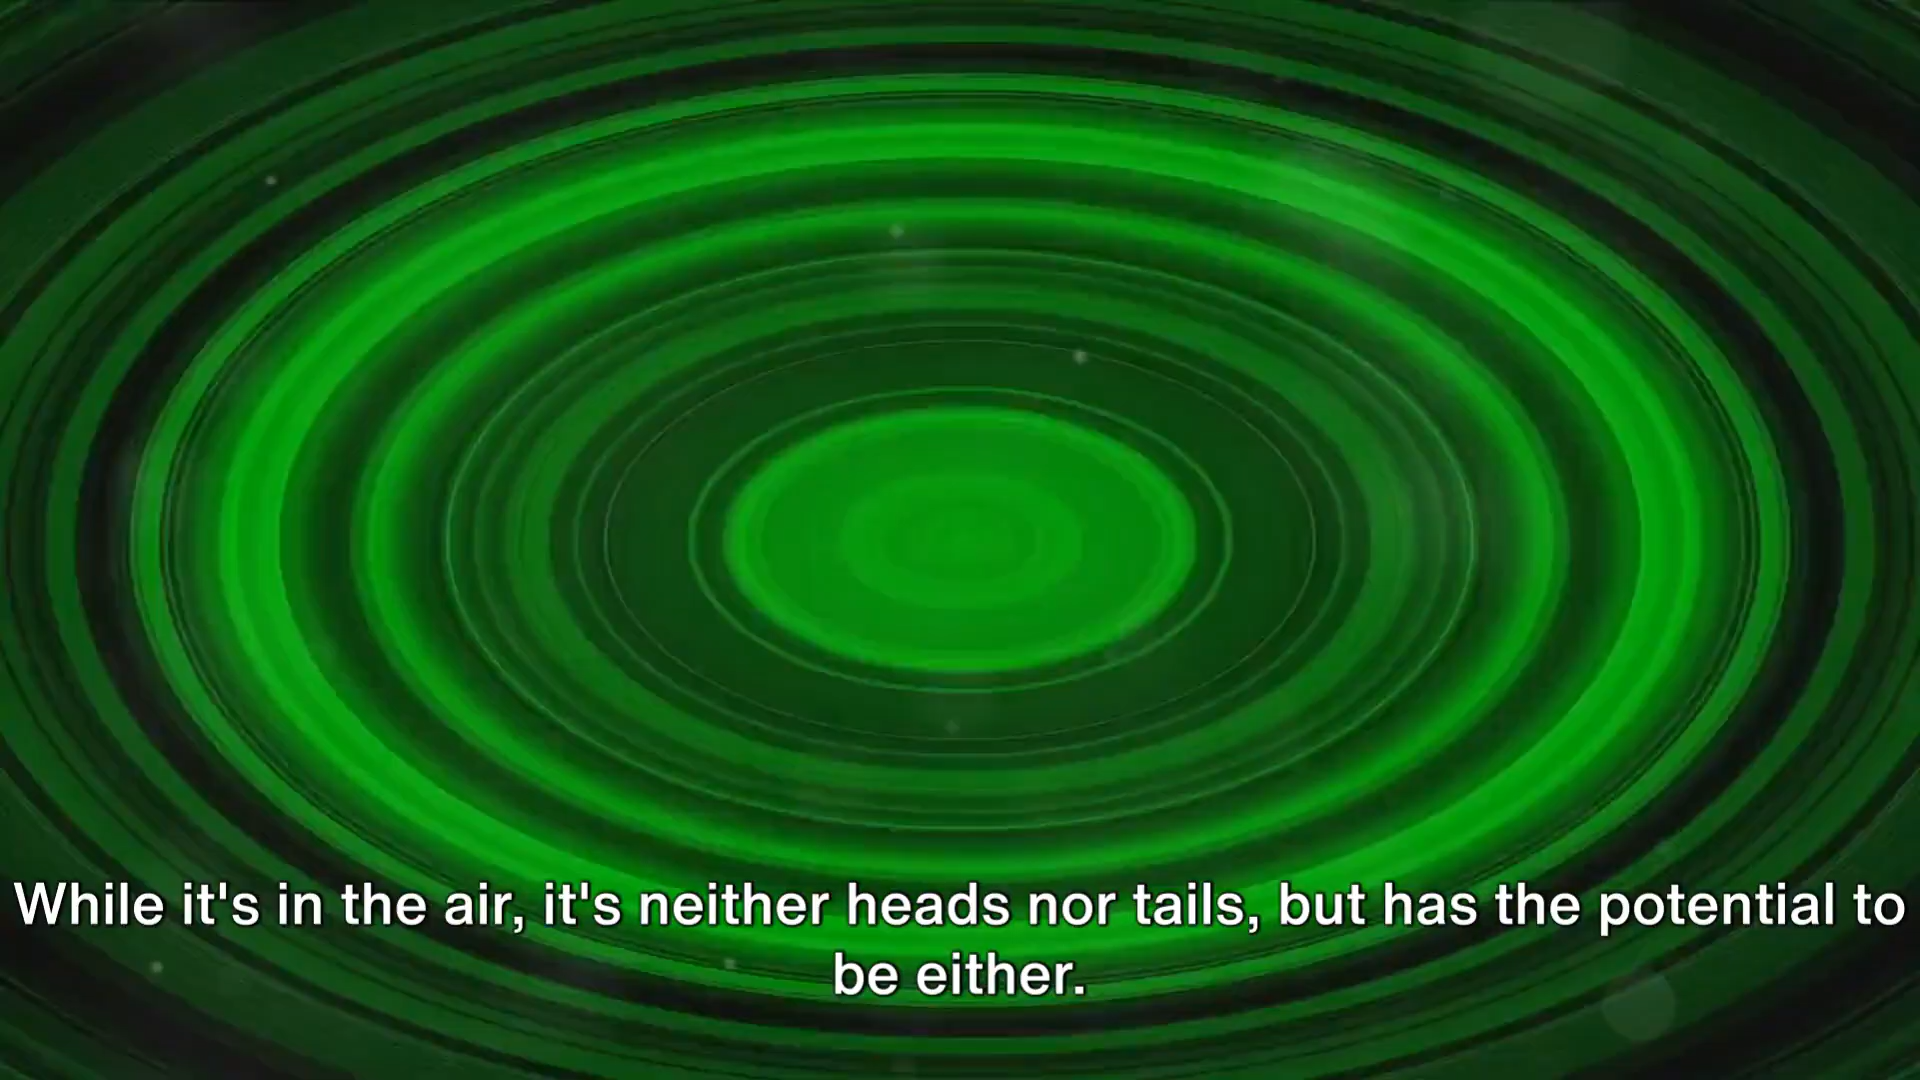 While it's in the air, it's neither heads nor tails, but has the potential to
be either.